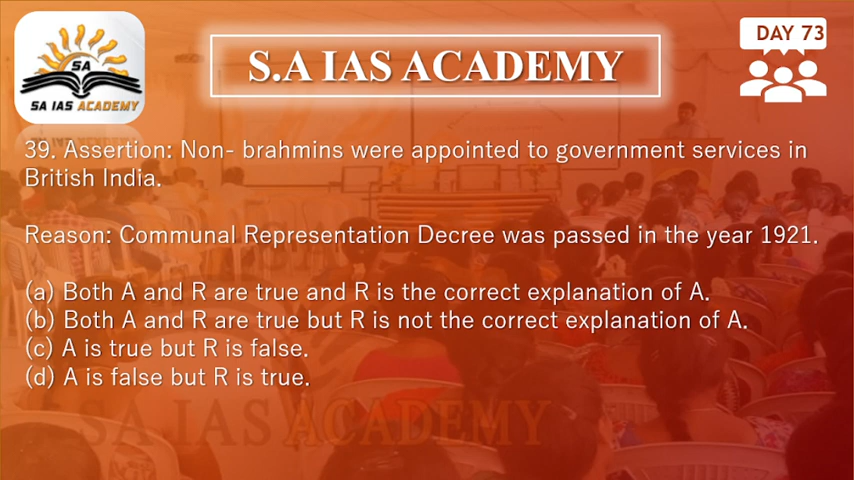 SA
SA IAS ACADEMY
S.A IAS ACADEMY
DAY 73
39. Assertion: Non- brahmins were appointed to government services in
British India.
Reason: Communal Representation Decree was passed in the year 1921.
(a) Both A and R are true and R is the correct explanation of A.
(b) Both A and R are true but R is not the correct explanation of A.
(c) A is true but R is false.
(d) A is false but R is true.
SA IAS ACADEMY